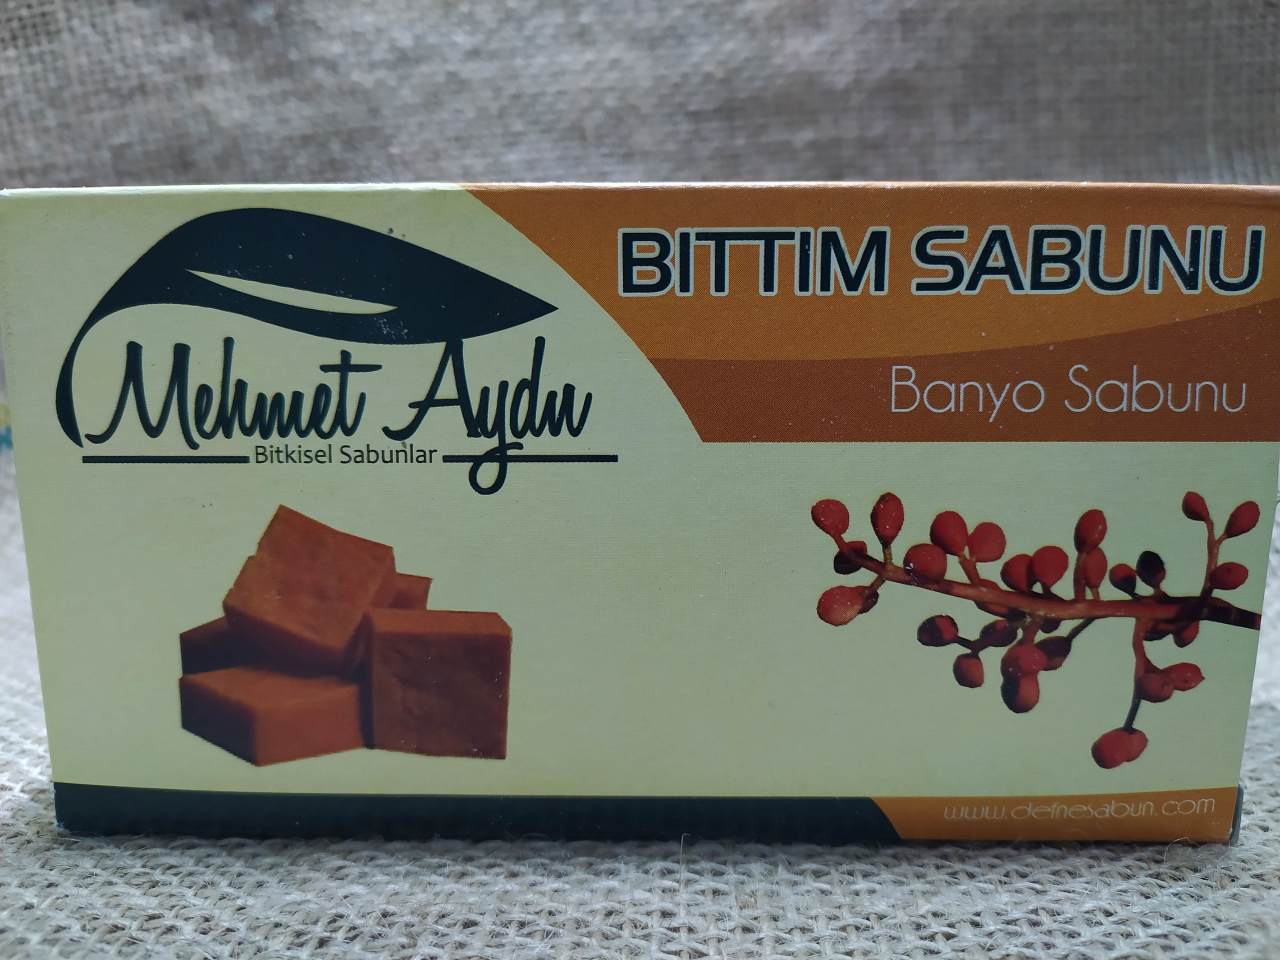 BITTIM SABUNU
Banyo Sabunu
Mehmet Aydın
Bitkisel Sabunlar
www.defnesabun.com